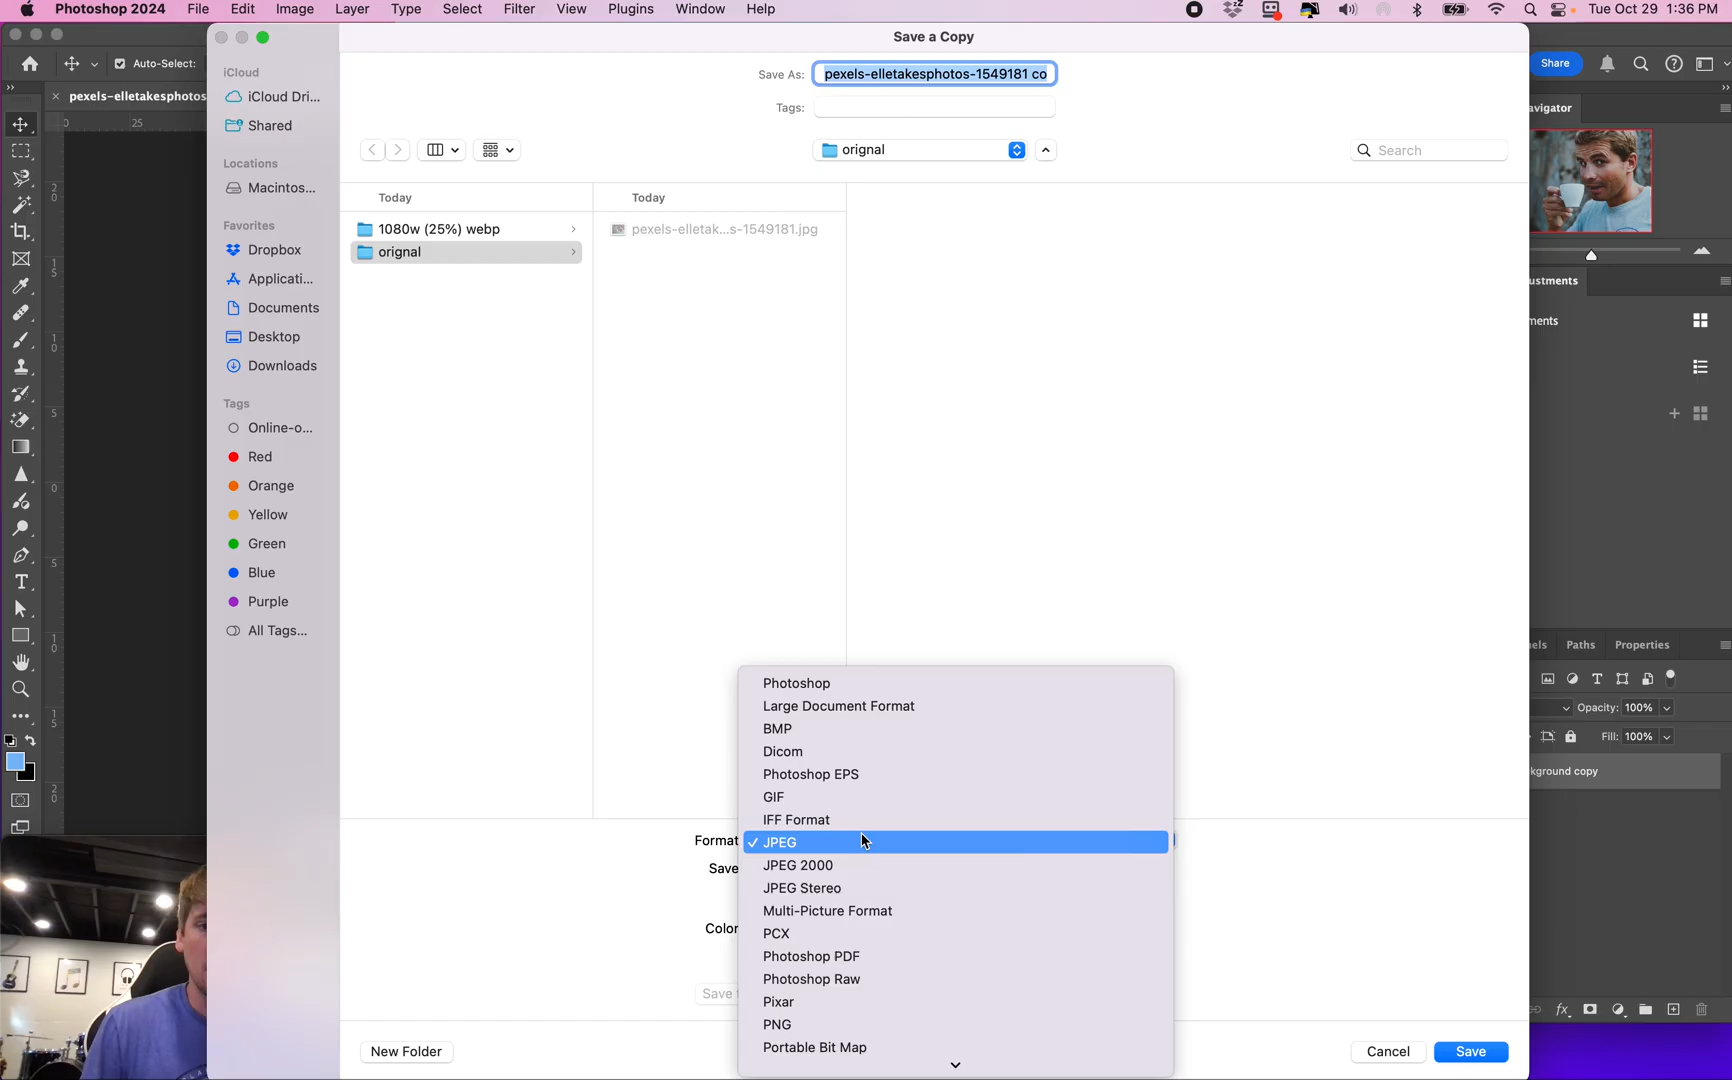 Photoshop 2024 File Edit Image Layer Type Select Filter View Plugins Window Help Tue Oct 29 1:36 PM
Save a Copy
Auto-Select:
Share
pexels-elletakesphotos
25
Save As: pexels-elletakesphotos-1549181 co
Tags:
orignal
Search
iCloud
iCloud Dri...
Shared
Locations
Macintos...
Favorites
Dropbox
Applicati...
Documents
Desktop
Downloads
Tags
Online-o...
Red
Orange
Yellow
Green
Blue
Purple
All Tags...
Today
1080w (25%) webp
orignal
Today
pexels-elletak...s-1549181.jpg
Format
Save
Color
Save
Photoshop
Large Document Format
BMP
Dicom
Photoshop EPS
GIF
IFF Format
✓ JPEG
JPEG 2000
JPEG Stereo
Multi-Picture Format
PCX
Photoshop PDF
Photoshop Raw
Pixar
PNG
Portable Bit Map
New Folder
Cancel
Save
avigator
ustments
ments
nels Paths Properties
Opacity: 100%
Fill: 100%
kground copy